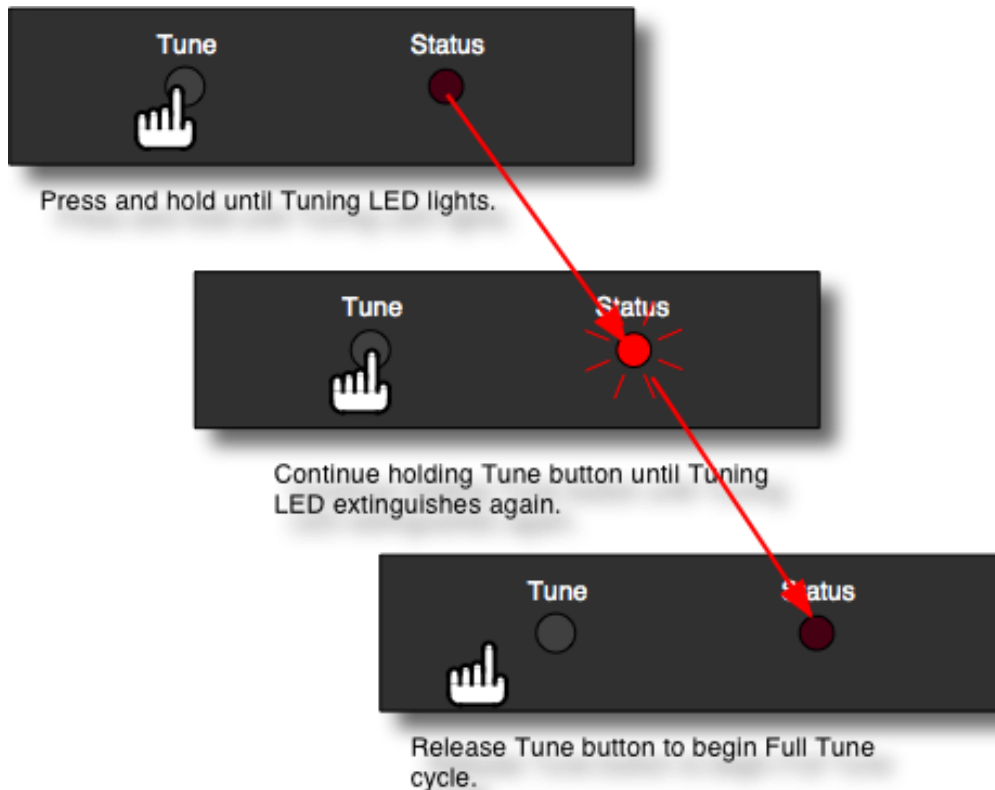 Tune Status
Press and hold until Tuning LED lights.
Tune Status
Continue holding Tune button until Tuning
LED extinguishes again.
Tune Status
Release Tune button to begin Full Tune
cycle.